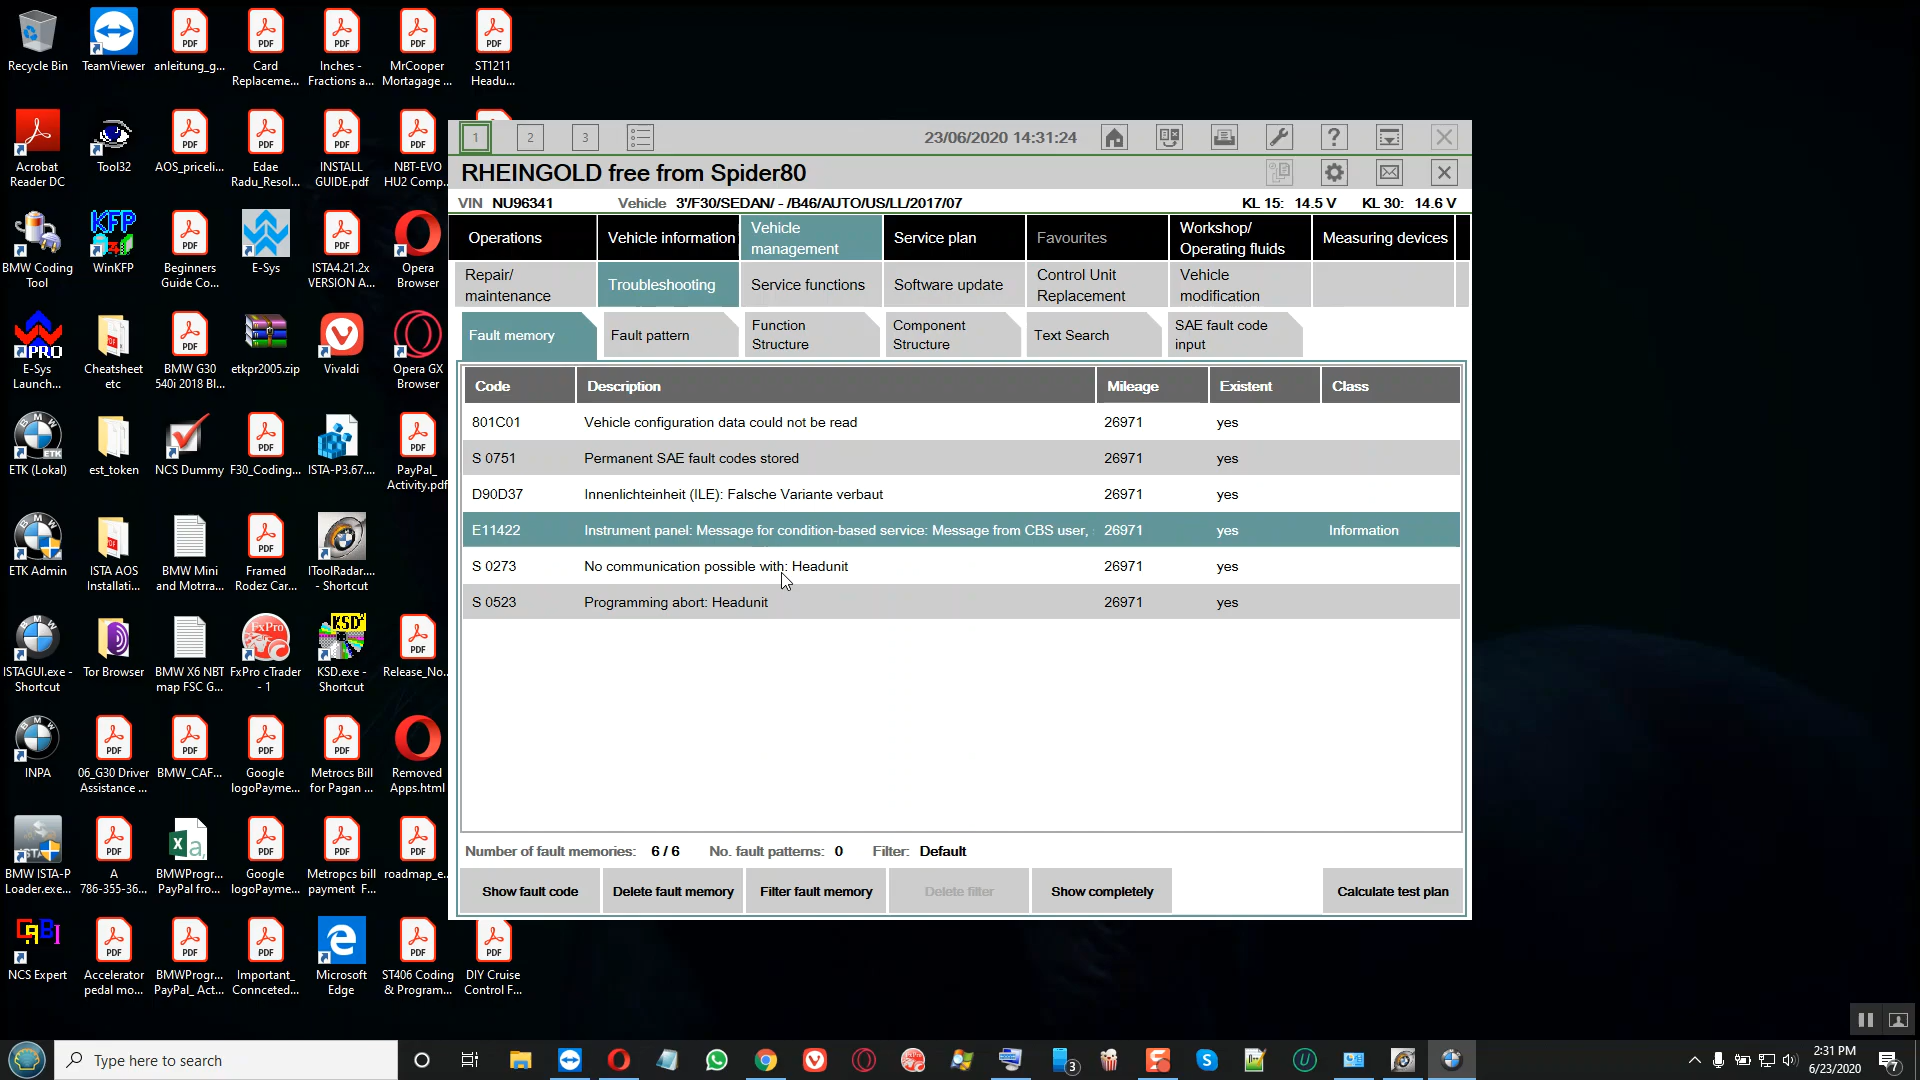 Recycle Bin
TeamViewer
anleitung_g...
Card
Replaceme...
Inches -
Fractions a...
MrCooper
Mortagage ...
ST1211
Headu...
Acrobat
Reader DC
Tool32
AOS_priceli...
Edae
Radu_Resol...
INSTALL
GUIDE.pdf
NBT-EVO
HU2 Comp...
BMW Coding
Tool
WinKFP
Beginners
Guide Co...
E-Sys
ISTA4.21.2x
VERSION A...
Opera
Browser
E-Sys
Launch...
Cheatsheet
etc
BMW G30
540i 2018 Bl...
etkpr2005.zip
Vivaldi
Opera GX
Browser
ETK (Lokal)
est_token
NCS Dummy
F30_Coding...
ISTA-P3.67....
PayPal_
Activity.pdf
ETK Admin
ISTA AOS
Installati...
BMW Mini
and Motrra...
Framed
Rodez Car...
IToolRadar....
- Shortcut
ISTAGUI.exe -
Shortcut
Tor Browser
BMW X6 NBT
map FSC G...
FxPro cTrader
- 1
KSD.exe -
Shortcut
Release_No...
INPA
06_G30 Driver
Assistance ...
BMW_CAF...
Google
logoPayme...
Metrocs Bill
for Pagan ...
Removed
Apps.html
BMW ISTA-P
Loader.exe...
A
786-355-36...
BMWProgr...
PayPal fro...
Google
logoPayme...
Metropcs bill
payment F...
roadmap_e...
NCS Expert
Accelerator
pedal mo...
BMWProgr...
PayPal_ Act...
Important_
Connceted...
Microsoft
Edge
ST406 Coding
& Program...
DIY Cruise
Control F...
1
2
3
23/06/2020 14:31:24
RHEINGOLD free from Spider80
VIN NU96341 Vehicle 3'/F30/SEDAN/ - /B46/AUTO/US/LL/2017/07 KL 15: 14.5 V KL 30: 14.6 V
Operations
Vehicle information
Vehicle
management
Service plan
Favourites
Workshop/
Operating fluids
Measuring devices
Repair/
maintenance
Troubleshooting
Service functions
Software update
Control Unit
Replacement
Vehicle
modification
Fault memory
Fault pattern
Function
Structure
Component
Structure
Text Search
SAE fault code
input
Code Description Mileage Existent Class
801C01 Vehicle configuration data could not be read 26971 yes
S 0751 Permanent SAE fault codes stored 26971 yes
D90D37 Innenlichteinheit (ILE): Falsche Variante verbaut 26971 yes
E11422 Instrument panel: Message for condition-based service: Message from CBS user, 26971 yes Information
S 0273 No communication possible with: Headunit 26971 yes
S 0523 Programming abort: Headunit 26971 yes
Number of fault memories: 6 / 6 No. fault patterns: 0 Filter: Default
Show fault code
Delete fault memory
Filter fault memory
Delete filter
Show completely
Calculate test plan
Type here to search
3
2:31 PM
6/23/2020
7